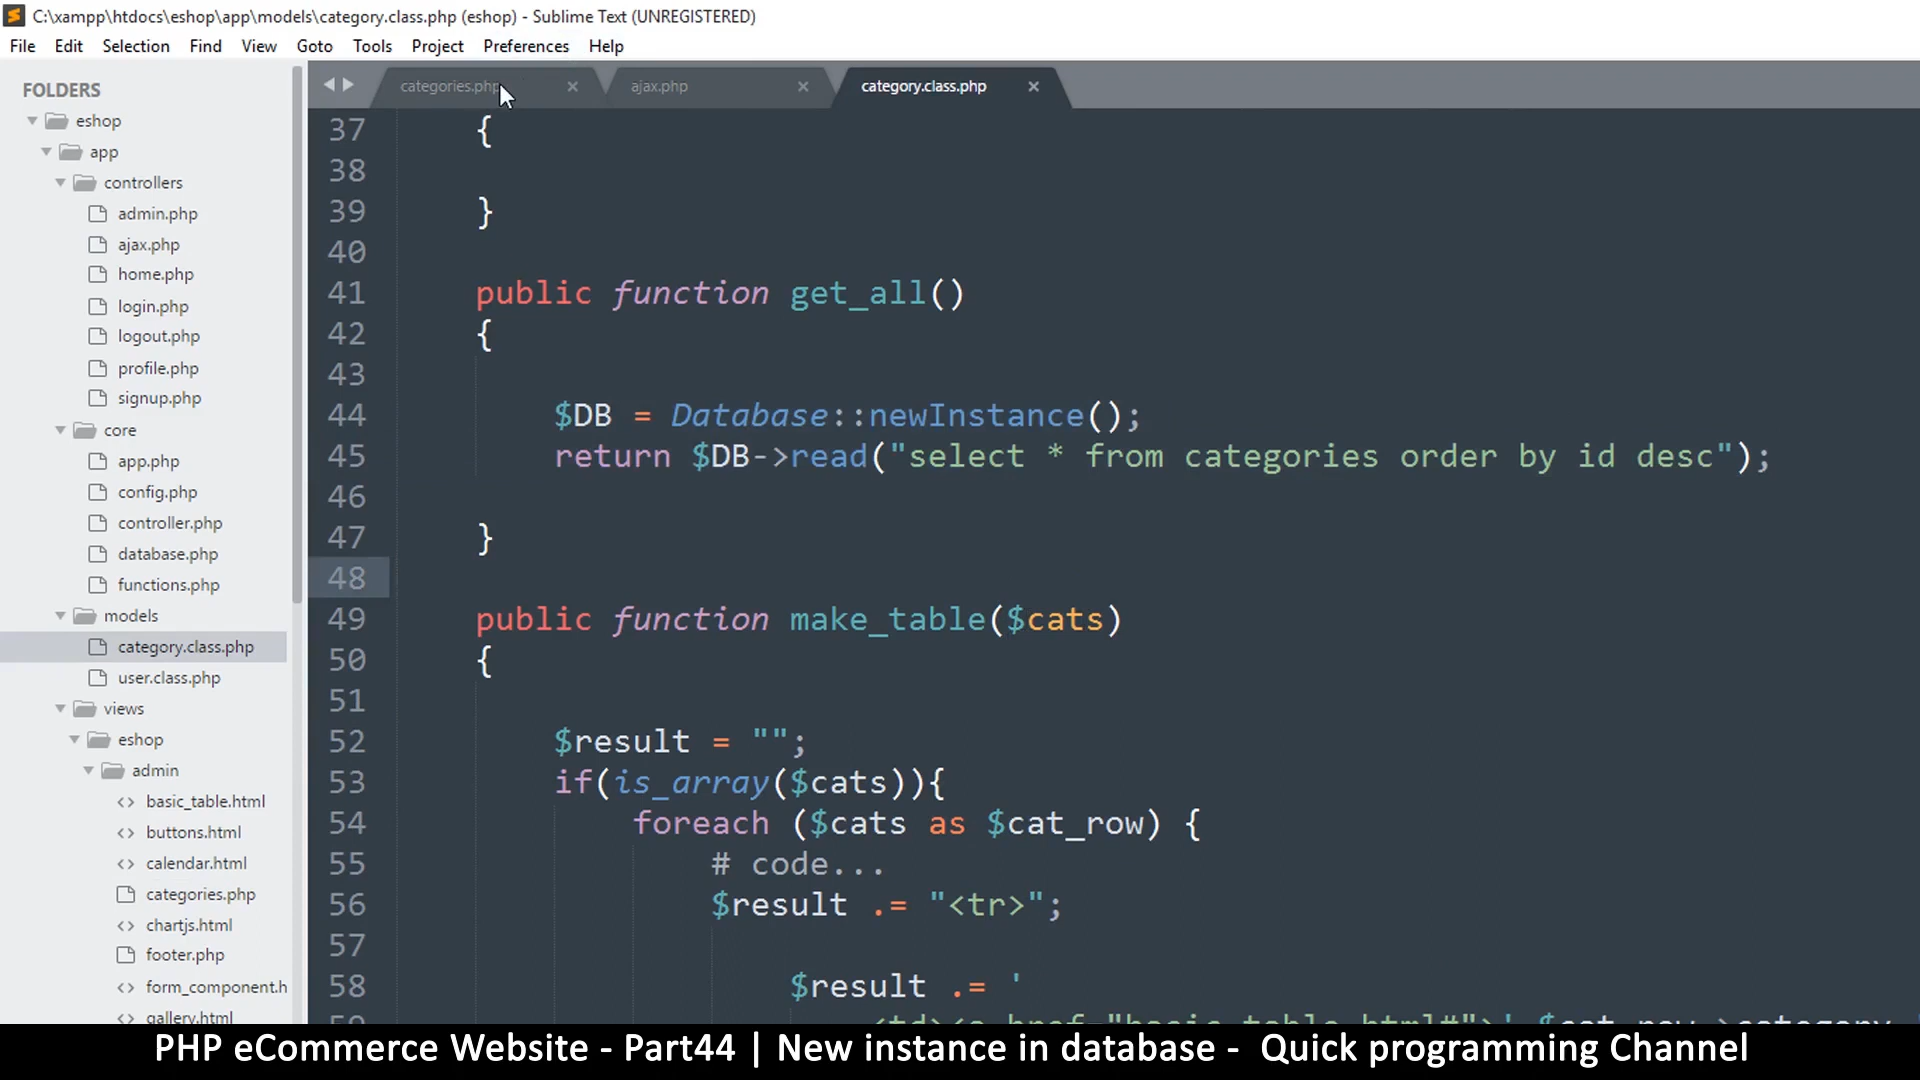 C:\xampp\htdocs\eshop\app\models\category.class.php (eshop) - Sublime Text (UNREGISTERED)
File Edit Selection Find View Goto Tools Project Preferences Help
FOLDERS
eshop
app
controllers
admin.php
ajax.php
home.php
login.php
logout.php
profile.php
signup.php
core
app.php
config.php
controller.php
database.php
functions.php
models
category.class.php
user.class.php
views
eshop
admin
basic_table.html
buttons.html
calendar.html
categories.php
chartjs.html
footer.php
form_component.h
gallery.html
categories.php ajax.php category.class.php
37 {
38
39 }
40
41 public function get_all()
42 {
43
44 $DB = Database::newInstance();
45 return $DB->read("select * from categories order by id desc");
46
47 }
48
49 public function make_table($cats)
50 {
51
52 $result = "";
53 if(is_array($cats)){
54 foreach ($cats as $cat_row) {
55 # code...
56 $result .= "<tr>";
57
58 $result .= '
PHP eCommerce Website - Part44 | New instance in database - Quick programming Channel